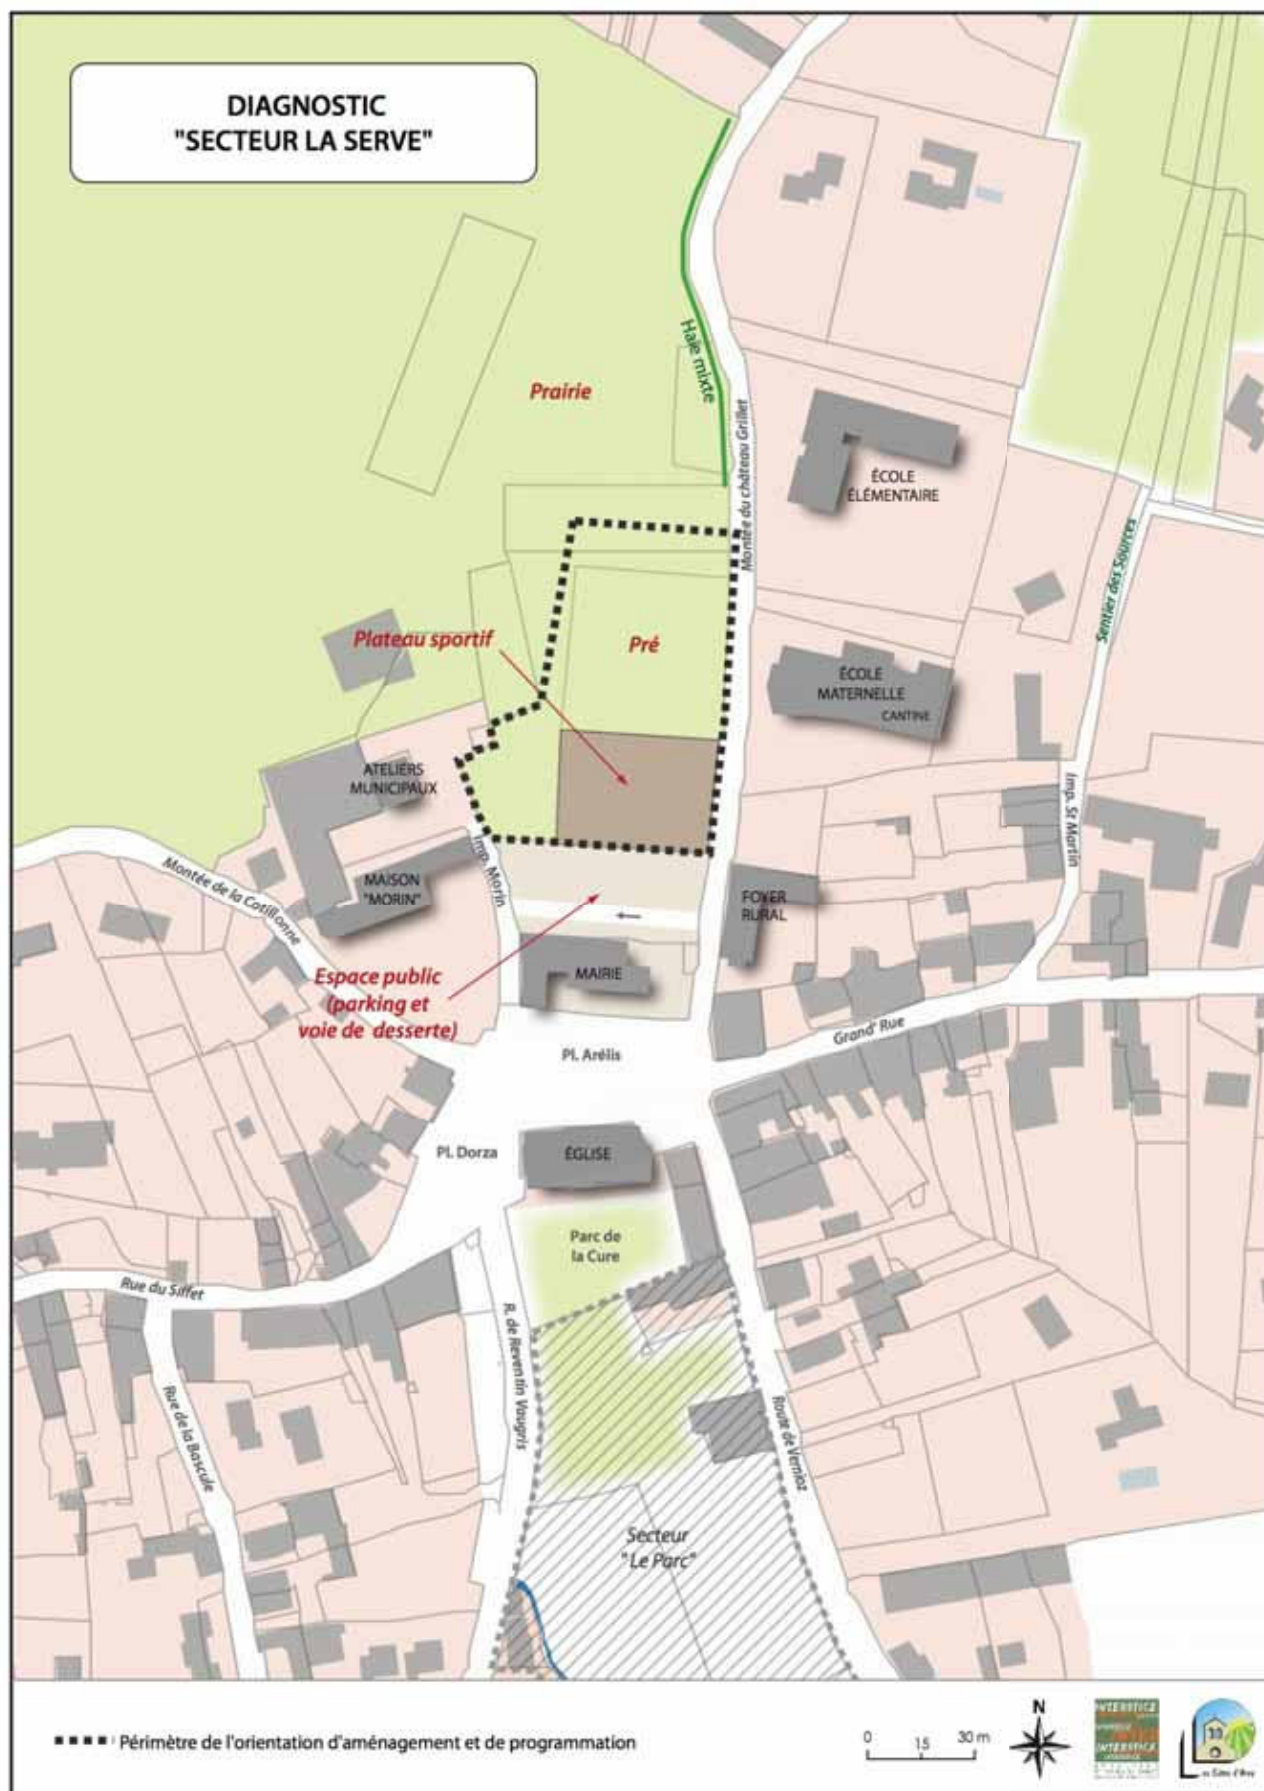 DIAGNOSTIC
"SECTEUR LA SERVE"
Haie mixte
Prairie
Montée du château Grillet
ÉCOLE
ÉLÉMENTAIRE
Sentier des Sources
Plateau sportif
Pré
ÉCOLE
MATERNELLE
CANTINE
ATELIERS
MUNICIPAUX
Imp. St Martin
Imp. Morin
Montée de la Cotillonne
MAISON
"MORIN"
FOYER
RURAL
MAIRIE
Espace public
(parking et
voie de desserte)
Grand' Rue
Pl. Arélis
Pl. Dorza
ÉGLISE
Parc de
la Cure
Rue du Siffet
R. de Reventin Vaugris
Rue de la Bascule
Route de Vernioz
Secteur
"Le Parc"
Périmètre de l'orientation d'aménagement et de programmation
0 15 30 m
N
INTERSTICE
INTERSTICE